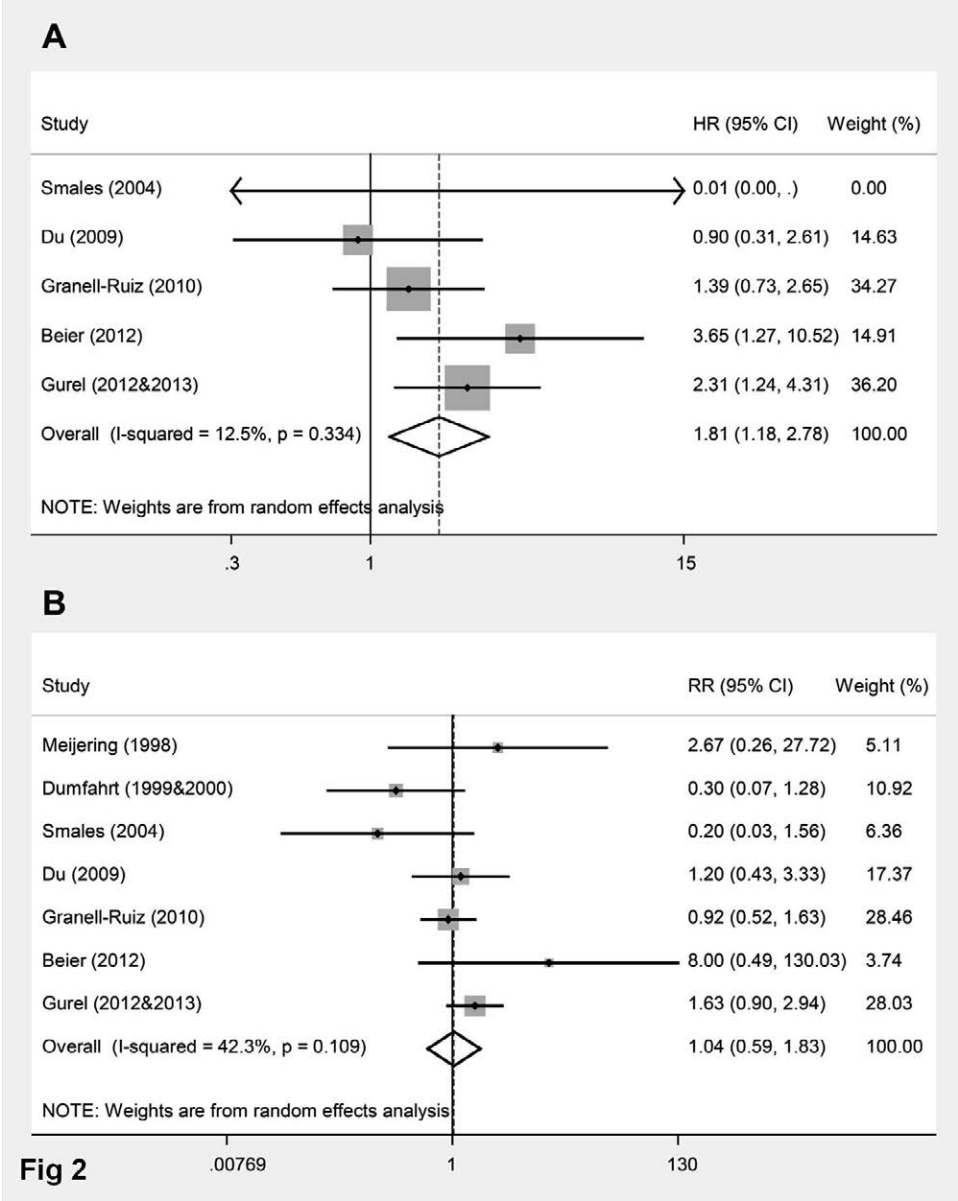 A
Study HR (95% CI) Weight (%)
Smales (2004) 0.01 (0.00, .) 0.00
Du (2009) 0.90 (0.31, 2.61) 14.63
Granell-Ruiz (2010) 1.39 (0.73, 2.65) 34.27
Beier (2012) 3.65 (1.27, 10.52) 14.91
Gurel (2012&2013) 2.31 (1.24, 4.31) 36.20
Overall (I-squared = 12.5%, p = 0.334) 1.81 (1.18, 2.78) 100.00
NOTE: Weights are from random effects analysis
.3 1 15
B
Study RR (95% CI) Weight (%)
Meijering (1998) 2.67 (0.26, 27.72) 5.11
Dumfahrt (1999&2000) 0.30 (0.07, 1.28) 10.92
Smales (2004) 0.20 (0.03, 1.56) 6.36
Du (2009) 1.20 (0.43, 3.33) 17.37
Granell-Ruiz (2010) 0.92 (0.52, 1.63) 28.46
Beier (2012) 8.00 (0.49, 130.03) 3.74
Gurel (2012&2013) 1.63 (0.90, 2.94) 28.03
Overall (I-squared = 42.3%, p = 0.109) 1.04 (0.59, 1.83) 100.00
NOTE: Weights are from random effects analysis
.00769 1 130
Fig 2